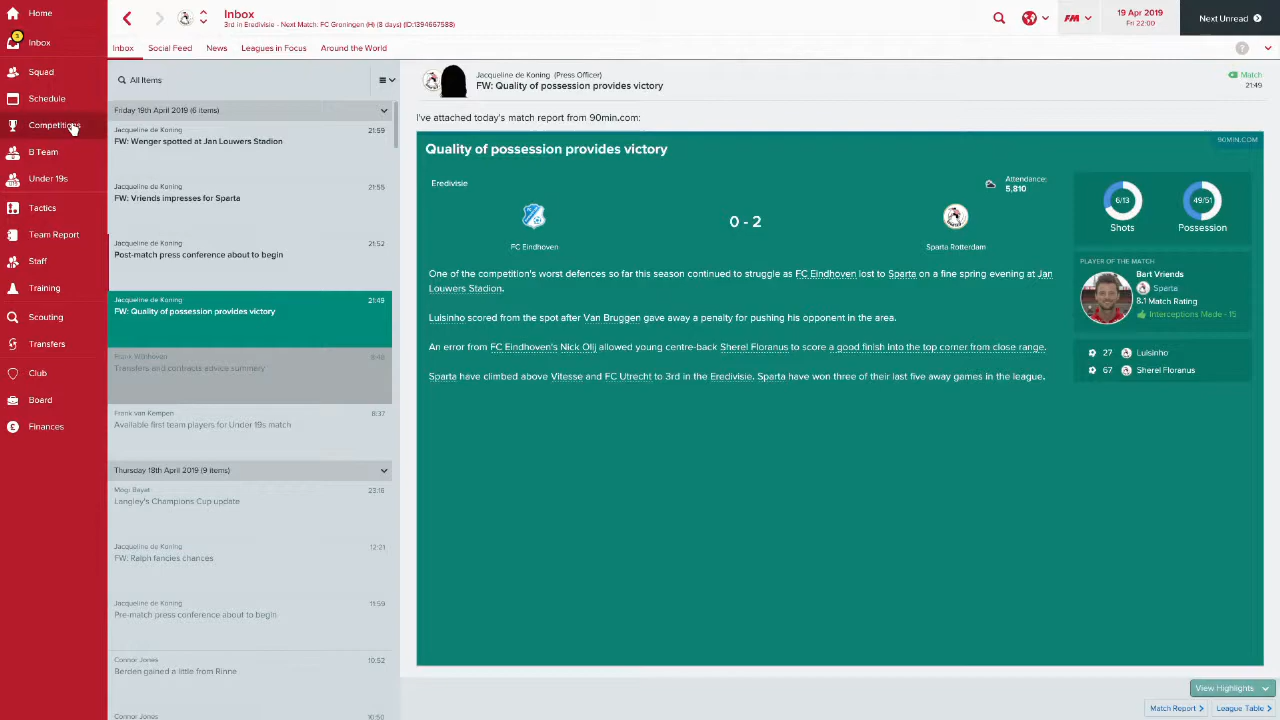 Home
3
Inbox
Squad
Schedule
Competitions
B Team
Under 19s
Tactics
Team Report
Staff
Training
Scouting
Transfers
Club
Board
Finances
Inbox
3rd in Eredivisie - Next Match: FC Groningen (H) (8 days) (ID:1394667585)
FM
19 Apr 2019
Fri 22:00
Next Unread
Inbox
Social Feed
News
Leagues in Focus
Around the World
?
All Items
Friday 19th April 2019 (6 items)
Jacqueline de Koning
21:59
FW: Wenger spotted at Jan Louwers Stadion
Jacqueline de Koning
21:55
FW: Vriends impresses for Sparta
Jacqueline de Koning
21:52
Post-match press conference about to begin
Jacqueline de Koning
21:49
FW: Quality of possession provides victory
Frank Wijnhoven
8:48
Transfers and contracts advice summary
Frank van Kempen
8:37
Available first team players for Under 19s match
Thursday 18th April 2019 (9 items)
Mogi Bayat
23:16
Langley's Champions Cup update
Jacqueline de Koning
12:21
FW: Ralph fancies chances
Jacqueline de Koning
11:59
Pre-match press conference about to begin
Connor Jones
10:52
Berden gained a little from Rinne
Connor Jones
10:50
Jacqueline de Koning (Press Officer)
FW: Quality of possession provides victory
Match
21:49
I've attached today's match report from 90min.com:
Quality of possession provides victory
90MIN.COM
Eredivisie
Attendance:
5,810
0 - 2
FC Eindhoven
Sparta Rotterdam
One of the competition's worst defences so far this season continued to struggle as FC Eindhoven lost to Sparta on a fine spring evening at Jan
Louwers Stadion.
Luisinho scored from the spot after Van Bruggen gave away a penalty for pushing his opponent in the area.
An error from FC Eindhoven's Nick Olij allowed young centre-back Sherel Floranus to score a good finish into the top corner from close range.
Sparta have climbed above Vitesse and FC Utrecht to 3rd in the Eredivisie. Sparta have won three of their last five away games in the league.
6/13
Shots
49/51
Possession
PLAYER OF THE MATCH
Bart Vriends
Sparta
8.1 Match Rating
Interceptions Made - 15
27
Luisinho
67
Sherel Floranus
View Highlights
Match Report
League Table